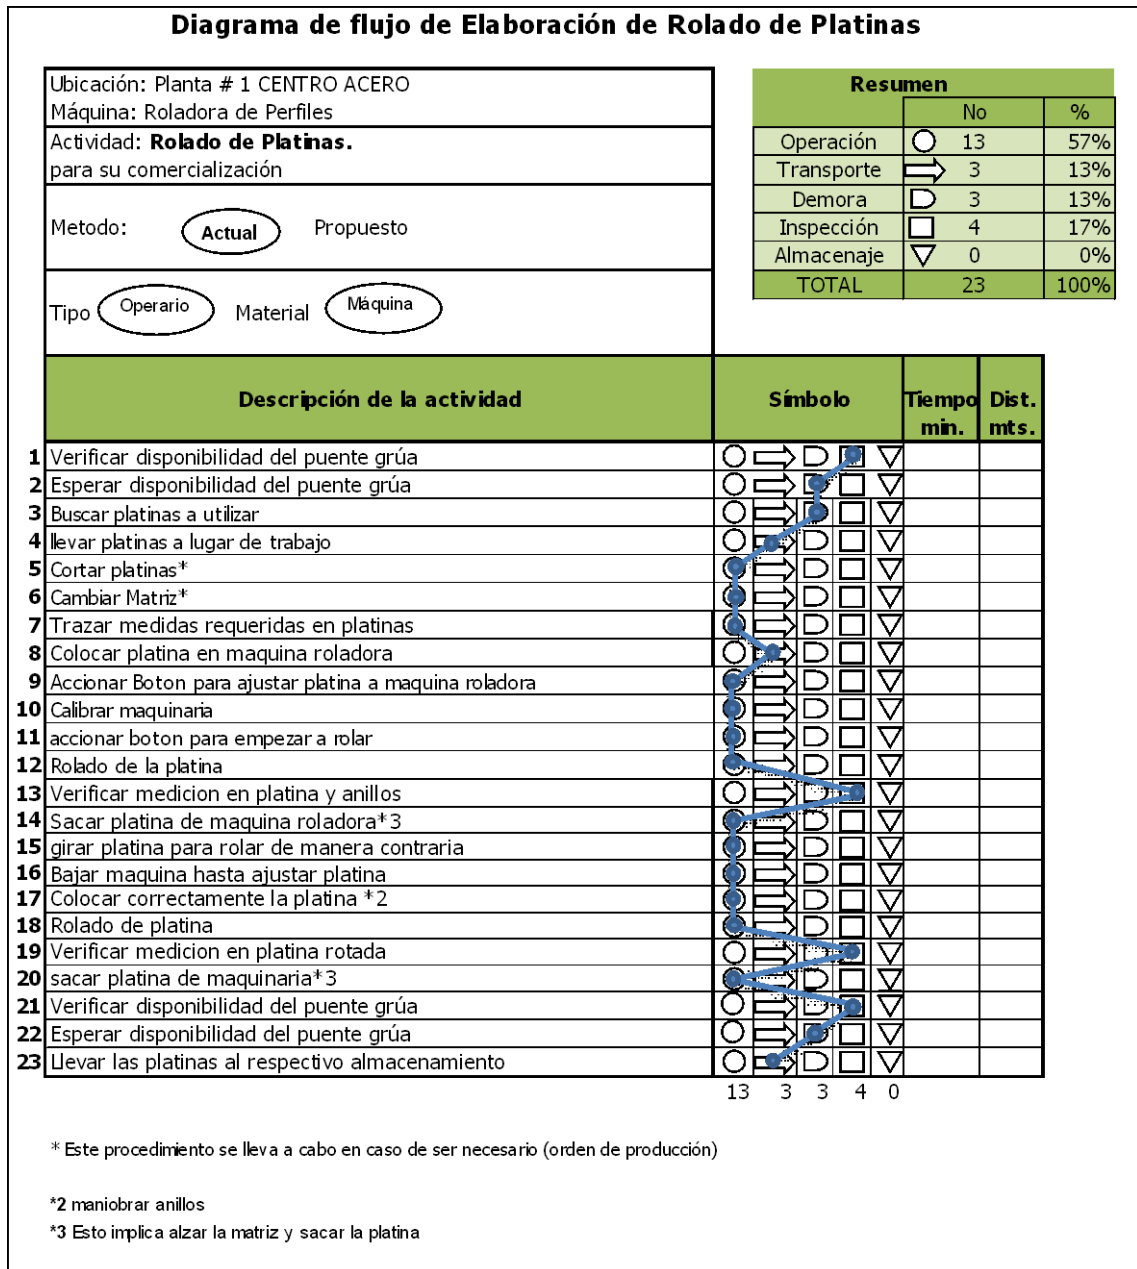 Diagrama de flujo de Elaboración de Rolado de Platinas
Ubicación: Planta # 1 CENTRO ACERO
Máquina: Roladora de Perfiles
Actividad: Rolado de Platinas.
para su comercialización
Metodo: Actual Propuesto
Tipo Operario Material Máquina
Resumen
No %
Operación 13 57%
Transporte 3 13%
Demora 3 13%
Inspección 4 17%
Almacenaje 0 0%
TOTAL 23 100%
Descripción de la actividad Símbolo Tiempo min. Dist. mts.
1 Verificar disponibilidad del puente grúa
2 Esperar disponibilidad del puente grúa
3 Buscar platinas a utilizar
4 llevar platinas a lugar de trabajo
5 Cortar platinas*
6 Cambiar Matriz*
7 Trazar medidas requeridas en platinas
8 Colocar platina en maquina roladora
9 Accionar Boton para ajustar platina a maquina roladora
10 Calibrar maquinaria
11 accionar boton para empezar a rolar
12 Rolado de la platina
13 Verificar medicion en platina y anillos
14 Sacar platina de maquina roladora*3
15 girar platina para rolar de manera contraria
16 Bajar maquina hasta ajustar platina
17 Colocar correctamente la platina *2
18 Rolado de platina
19 Verificar medicion en platina rotada
20 sacar platina de maquinaria*3
21 Verificar disponibilidad del puente grúa
22 Esperar disponibilidad del puente grúa
23 Llevar las platinas al respectivo almacenamiento
13 3 3 4 0
* Este procedimiento se lleva a cabo en caso de ser necesario (orden de producción)
*2 maniobrar anillos
*3 Esto implica alzar la matriz y sacar la platina